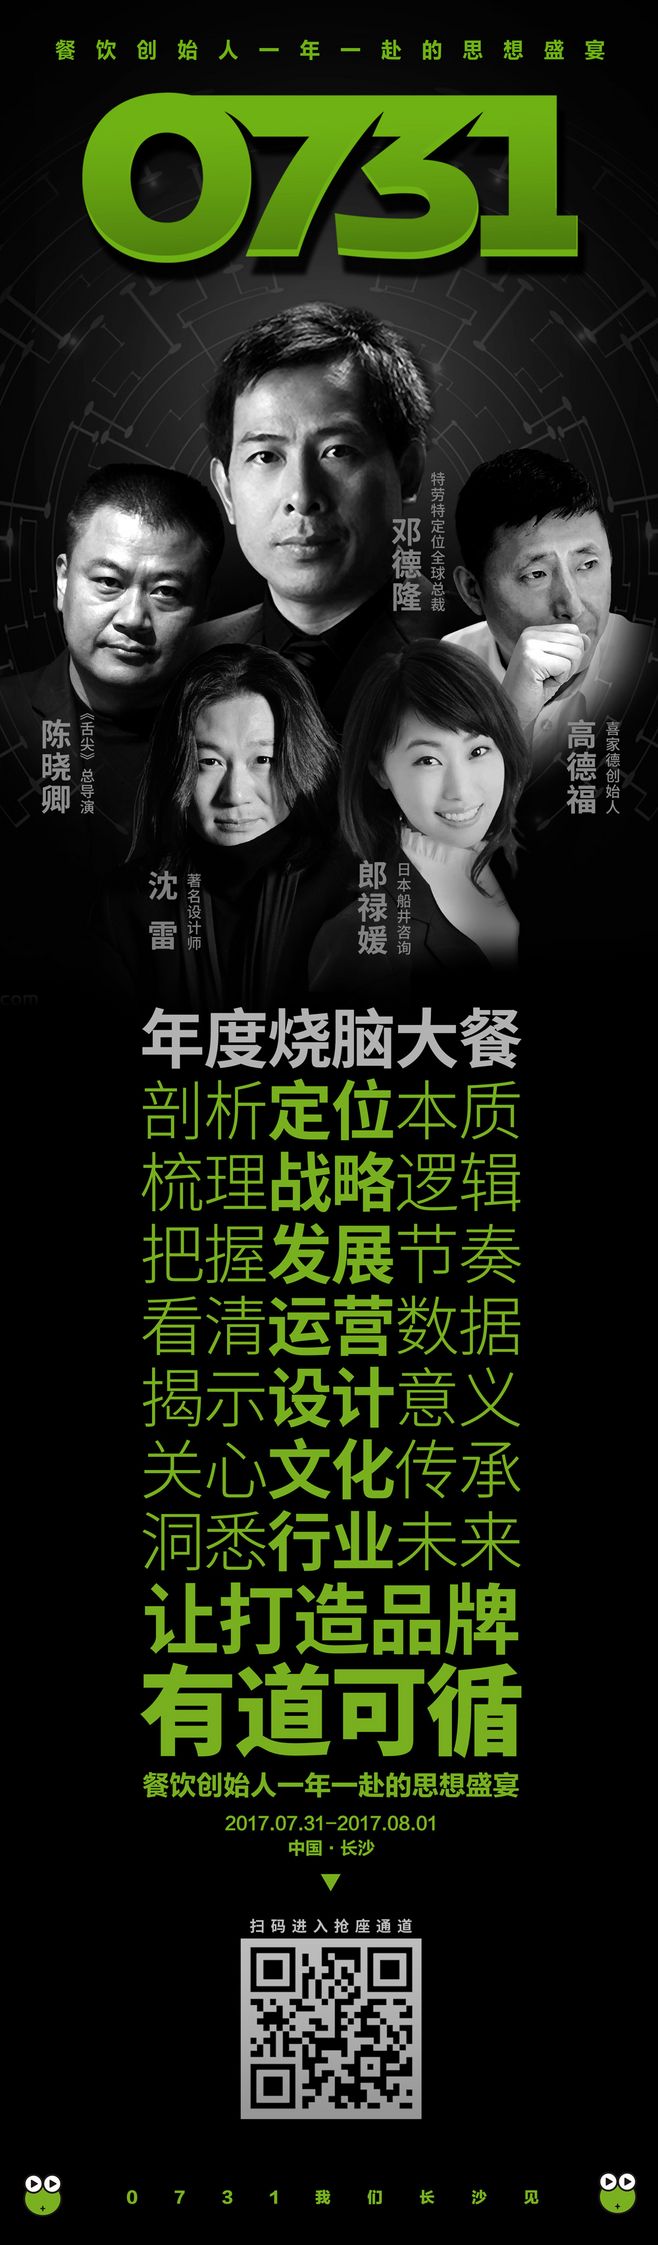 餐饮创始人一年一赴的思想盛宴
0731
特劳特定位全球总裁
邓德隆
《舌尖》总导演
陈晓卿
喜家德创始人
高德福
著名设计师
沈雷
日本船井咨询
郎禄媛
com
年度烧脑大餐
剖析定位本质
梳理战略逻辑
把握发展节奏
看清运营数据
揭示设计意义
关心文化传承
洞悉行业未来
让打造品牌
有道可循
餐饮创始人一年一赴的思想盛宴
2017.07.31-2017.08.01
中国·长沙
扫码进入抢座通道
0731我们长沙见